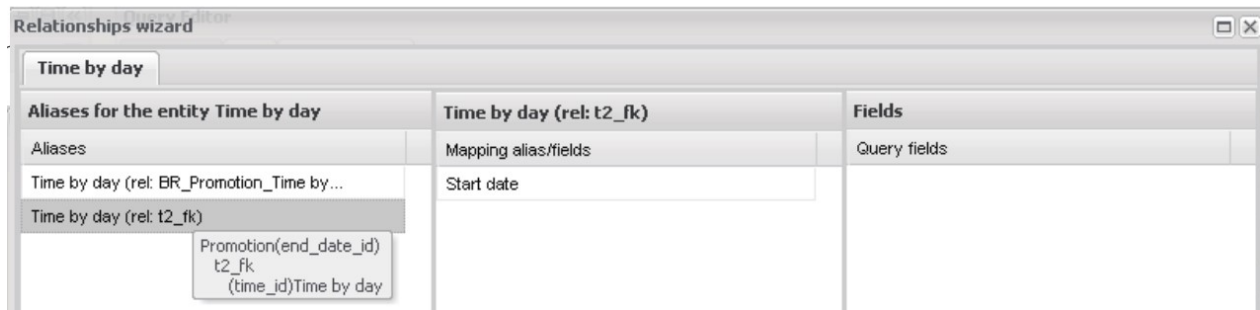 Query Editor
Relationships wizard
Time by day
Aliases for the entity Time by day
Time by day (rel: t2_fk)
Fields
Aliases
Mapping alias/fields
Query fields
Time by day (rel: BR_Promotion_Time by...
Start date
Time by day (rel: t2_fk)
Promotion(end_date_id)
t2_fk
(time_id)Time by day